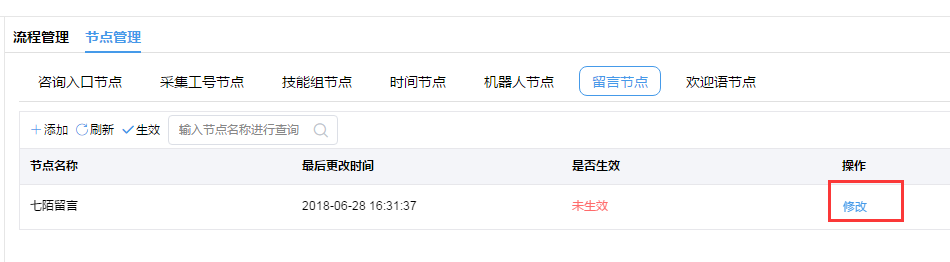 流程管理 节点管理
咨询入口节点 采集工号节点 技能组节点 时间节点 机器人节点 留言节点 欢迎语节点
添加 刷新 生效 输入节点名称进行查询
节点名称 最后更改时间 是否生效 操作
七陌留言 2018-06-28 16:31:37 未生效 修改